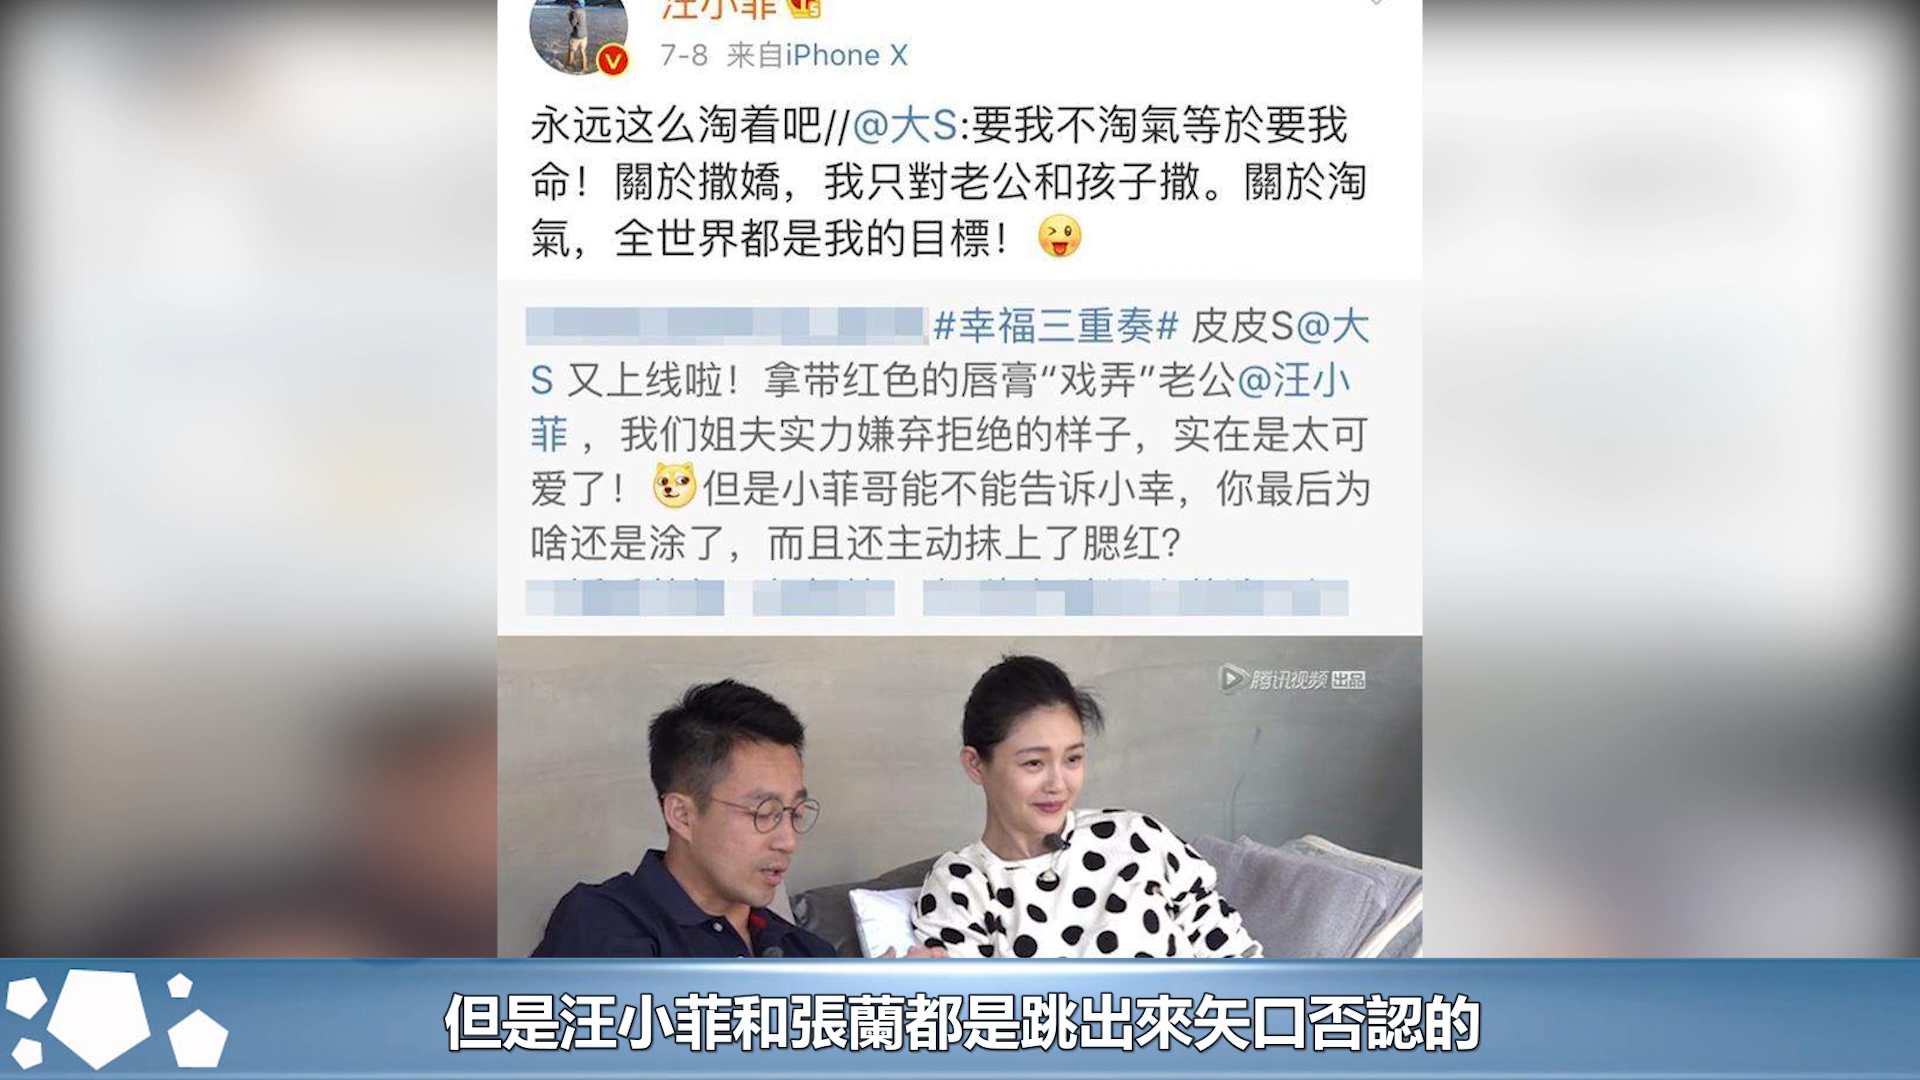 汪小菲
7-8 来自iPhone X
永远这么淘着吧//@大S:要我不淘氣等於要我
命！關於撒嬌，我只對老公和孩子撒。關於淘
氣，全世界都是我的目標！
#幸福三重奏# 皮皮S@大
S 又上线啦！拿带红色的唇膏“戏弄”老公@汪小
菲 ，我们姐夫实力嫌弃拒绝的样子，实在是太可
爱了！但是小菲哥能不能告诉小幸，你最后为
啥还是涂了，而且还主动抹上了腮红？
腾讯视频 出品
但是汪小菲和張蘭都是跳出來矢口否認的